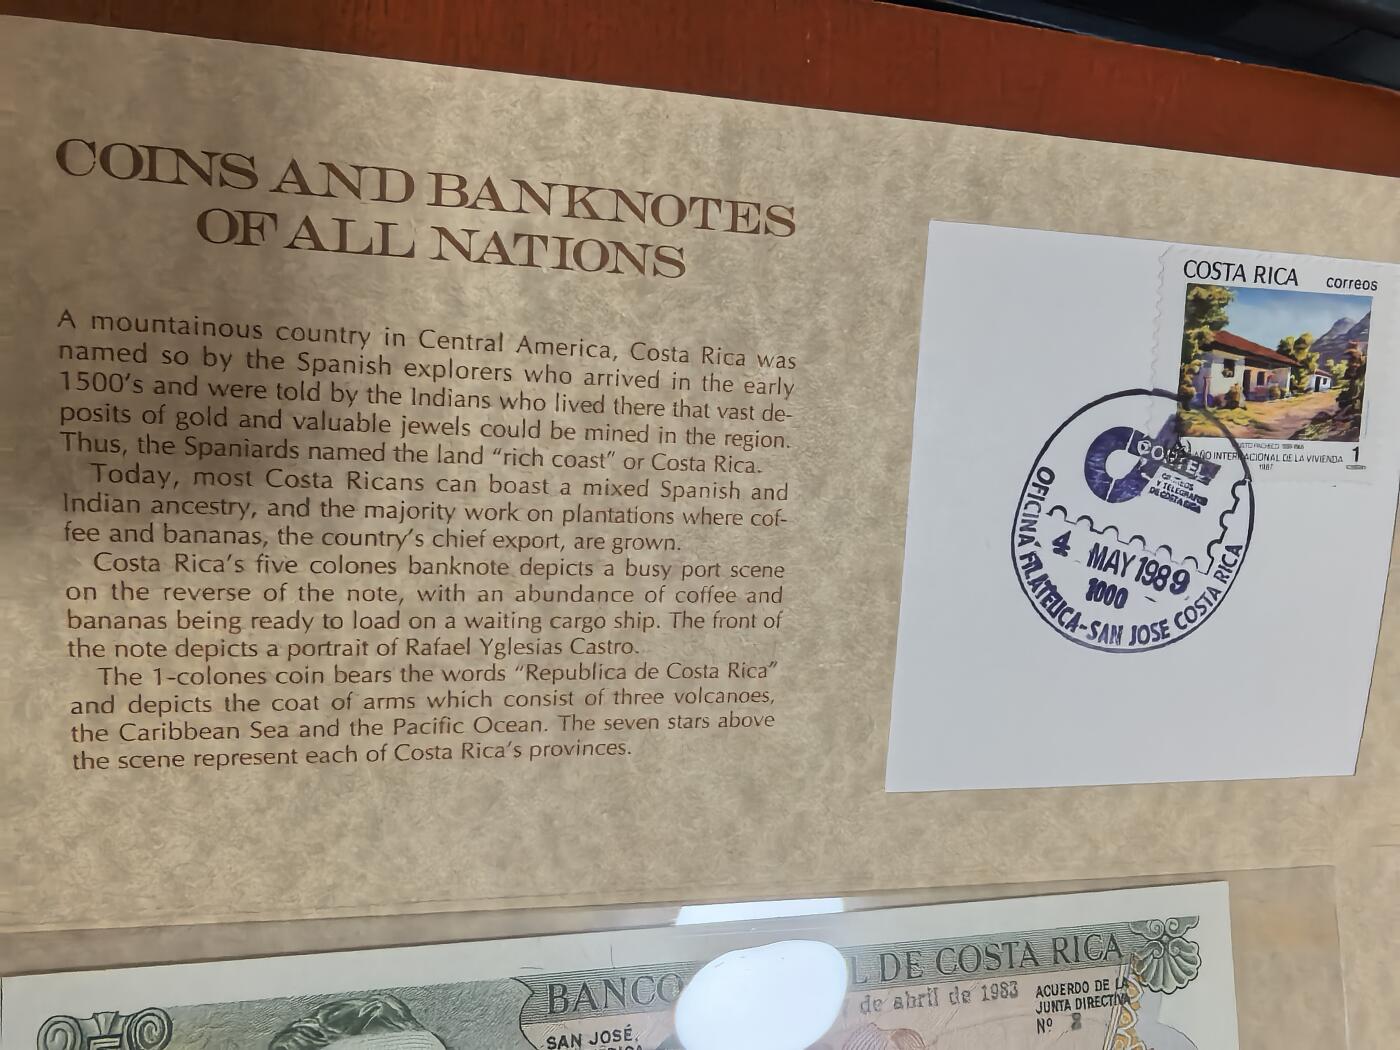 COINS AND BANKNOTES
OF ALL NATIONS
A mountainous country in Central America, Costa Rica was
named so by the Spanish explorers who arrived in the early
1500's and were told by the Indians who lived there that vast de-
posits of gold and valuable jewels could be mined in the region.
Thus, the Spaniards named the land "rich coast" or Costa Rica.
Today, most Costa Ricans can boast a mixed Spanish and
Indian ancestry, and the majority work on plantations where cof-
fee and bananas, the country's chief export, are grown.
Costa Rica's five colones banknote depicts a busy port scene
on the reverse of the note, with an abundance of coffee and
bananas being ready to load on a waiting cargo ship. The front of
the note depicts a portrait of Rafael Yglesias Castro.
The 1-colones coin bears the words "Republica de Costa Rica"
and depicts the coat of arms which consist of three volcanoes,
the Caribbean Sea and the Pacific Ocean. The seven stars above
the scene represent each of Costa Rica's provinces.
COSTA RICA correos
AÑO INTERNACIONAL DE LA VIVIENDA 1
1987
CORTEL
CORREOS
Y TELEGRAFOS
DE COSTA RICA
4 MAY 1989
1000
OFICINA FILATELICA-SAN JOSE COSTA RICA
BANCO L DE COSTA RICA
de abril de 1983
ACUERDO DE LA
JUNTA DIRECTIVA
Nº
SAN JOSÉ,